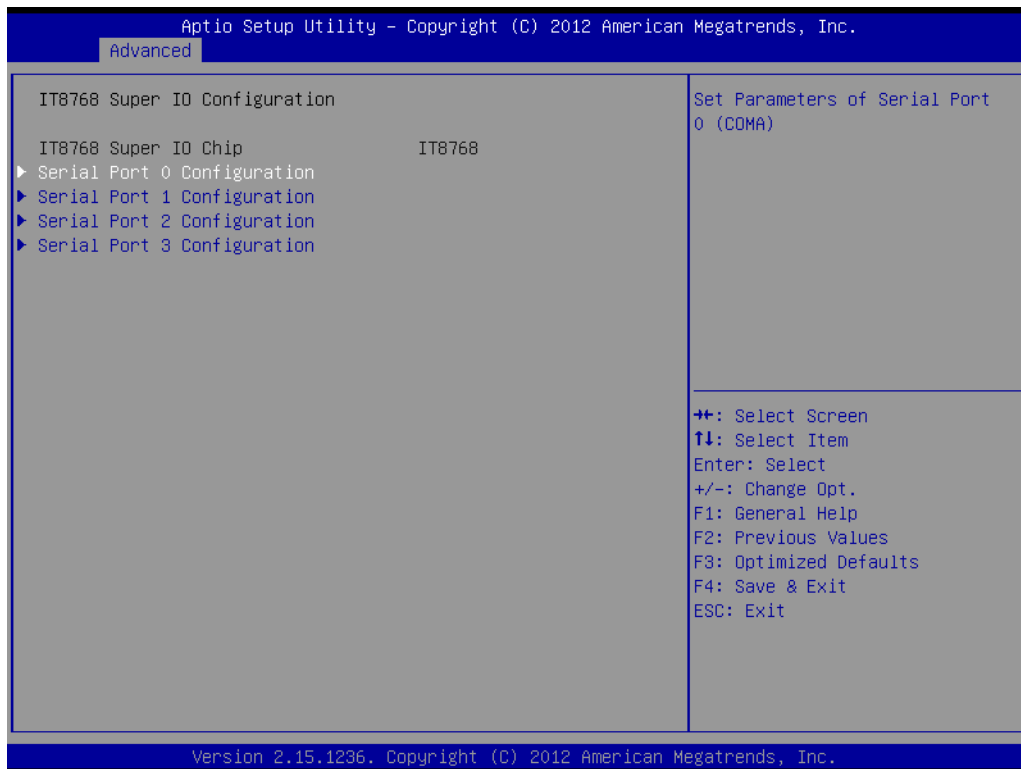 Aptio Setup Utility – Copyright (C) 2012 American Megatrends, Inc.
Advanced
IT8768 Super IO Configuration
IT8768 Super IO Chip IT8768
Serial Port 0 Configuration
Serial Port 1 Configuration
Serial Port 2 Configuration
Serial Port 3 Configuration
Set Parameters of Serial Port
0 (COMA)
→←: Select Screen
↑↓: Select Item
Enter: Select
+/-: Change Opt.
F1: General Help
F2: Previous Values
F3: Optimized Defaults
F4: Save & Exit
ESC: Exit
Version 2.15.1236. Copyright (C) 2012 American Megatrends, Inc.